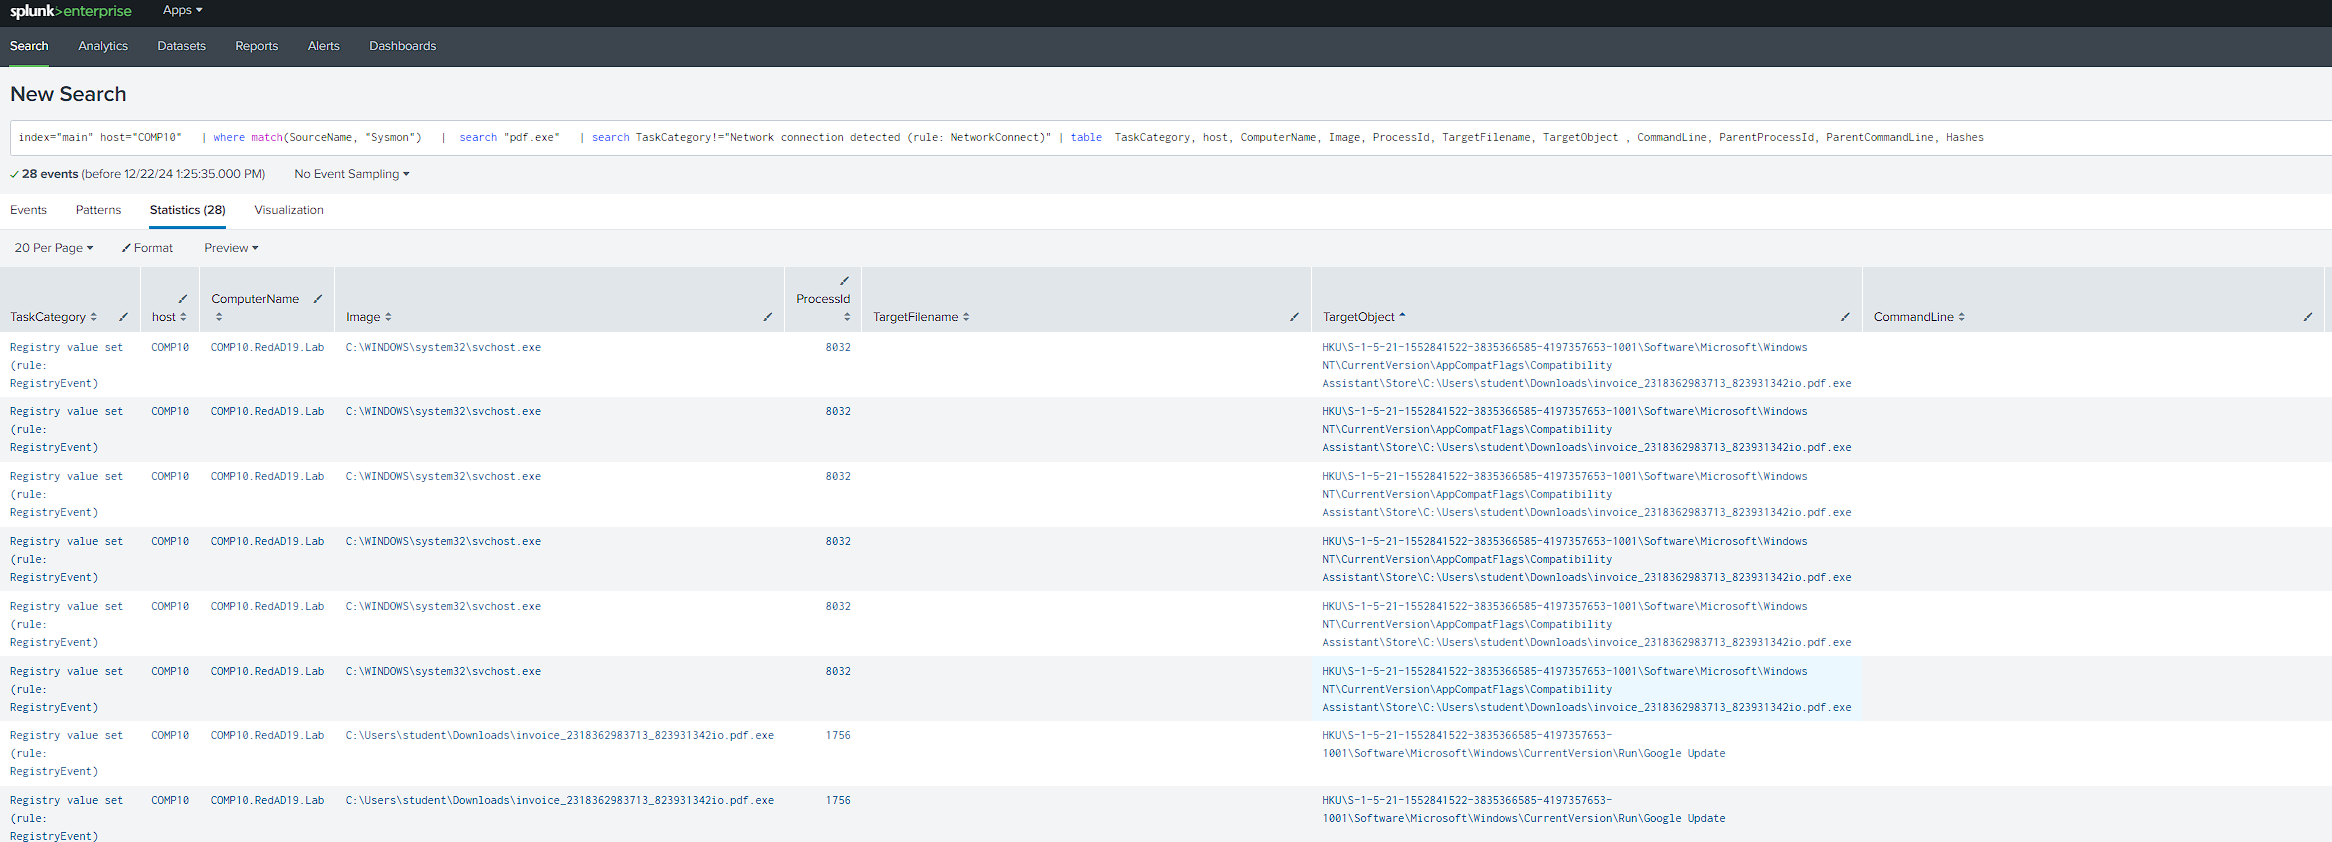 splunk>enterprise Apps
Search Analytics Datasets Reports Alerts Dashboards
New Search
index="main" host="COMP10" | where match(SourceName, "Sysmon") | search "pdf.exe" | search TaskCategory!="Network connection detected (rule: NetworkConnect)" | table TaskCategory, host, ComputerName, Image, ProcessId, TargetFilename, TargetObject , CommandLine, ParentProcessId, ParentCommandLine, Hashes
28 events (before 12/22/24 1:25:35.000 PM) No Event Sampling
Events Patterns Statistics (28) Visualization
20 Per Page Format Preview
TaskCategory host ComputerName Image ProcessId TargetFilename TargetObject CommandLine
Registry value set COMP10 COMP10.RedAD19.Lab C:\WINDOWS\system32\svchost.exe 8032 HKU\S-1-5-21-1552841522-3835366585-4197357653-1001\Software\Microsoft\Windows
(rule: NT\CurrentVersion\AppCompatFlags\Compatibility
RegistryEvent) Assistant\Store\C:\Users\student\Downloads\invoice_2318362983713_823931342io.pdf.exe
Registry value set COMP10 COMP10.RedAD19.Lab C:\WINDOWS\system32\svchost.exe 8032 HKU\S-1-5-21-1552841522-3835366585-4197357653-1001\Software\Microsoft\Windows
(rule: NT\CurrentVersion\AppCompatFlags\Compatibility
RegistryEvent) Assistant\Store\C:\Users\student\Downloads\invoice_2318362983713_823931342io.pdf.exe
Registry value set COMP10 COMP10.RedAD19.Lab C:\WINDOWS\system32\svchost.exe 8032 HKU\S-1-5-21-1552841522-3835366585-4197357653-1001\Software\Microsoft\Windows
(rule: NT\CurrentVersion\AppCompatFlags\Compatibility
RegistryEvent) Assistant\Store\C:\Users\student\Downloads\invoice_2318362983713_823931342io.pdf.exe
Registry value set COMP10 COMP10.RedAD19.Lab C:\WINDOWS\system32\svchost.exe 8032 HKU\S-1-5-21-1552841522-3835366585-4197357653-1001\Software\Microsoft\Windows
(rule: NT\CurrentVersion\AppCompatFlags\Compatibility
RegistryEvent) Assistant\Store\C:\Users\student\Downloads\invoice_2318362983713_823931342io.pdf.exe
Registry value set COMP10 COMP10.RedAD19.Lab C:\WINDOWS\system32\svchost.exe 8032 HKU\S-1-5-21-1552841522-3835366585-4197357653-1001\Software\Microsoft\Windows
(rule: NT\CurrentVersion\AppCompatFlags\Compatibility
RegistryEvent) Assistant\Store\C:\Users\student\Downloads\invoice_2318362983713_823931342io.pdf.exe
Registry value set COMP10 COMP10.RedAD19.Lab C:\WINDOWS\system32\svchost.exe 8032 HKU\S-1-5-21-1552841522-3835366585-4197357653-1001\Software\Microsoft\Windows
(rule: NT\CurrentVersion\AppCompatFlags\Compatibility
RegistryEvent) Assistant\Store\C:\Users\student\Downloads\invoice_2318362983713_823931342io.pdf.exe
Registry value set COMP10 COMP10.RedAD19.Lab C:\Users\student\Downloads\invoice_2318362983713_823931342io.pdf.exe 1756 HKU\S-1-5-21-1552841522-3835366585-4197357653-
(rule: 1001\Software\Microsoft\Windows\CurrentVersion\Run\Google Update
RegistryEvent)
Registry value set COMP10 COMP10.RedAD19.Lab C:\Users\student\Downloads\invoice_2318362983713_823931342io.pdf.exe 1756 HKU\S-1-5-21-1552841522-3835366585-4197357653-
(rule: 1001\Software\Microsoft\Windows\CurrentVersion\Run\Google Update
RegistryEvent)